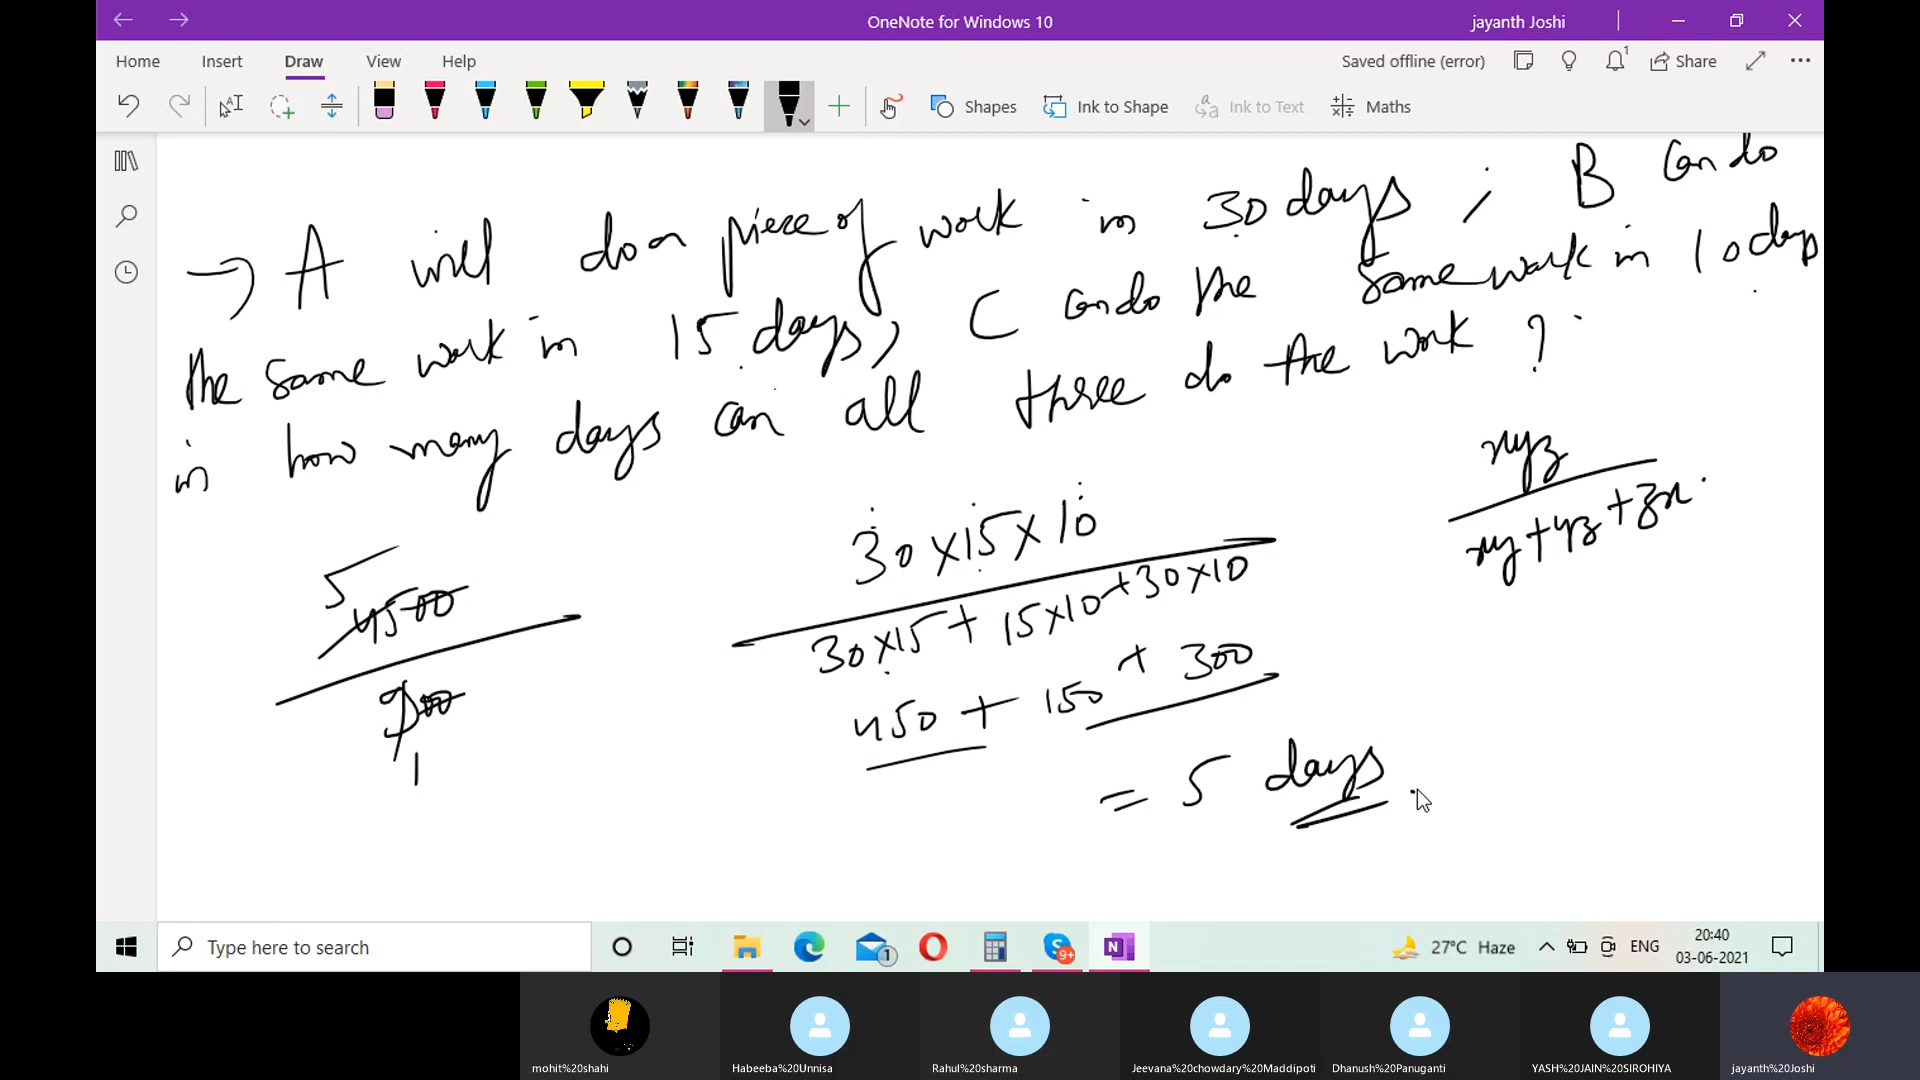 OneNote for Windows 10
jayanth Joshi
Home Insert Draw View Help
Saved offline (error)
Share
Shapes
Ink to Shape
Ink to Text
Maths
→ A will do a piece of work in 30 days ; B can do
the same work in 15 days, C can do the same work in 10 days
in how many days can all three do the work ?
xyz
xy+yz+zx
30×15×10
30×15+15×10+30×10
450+150+300
= 5 days
5
4500
900
1
Type here to search
1
9+
N
27°C Haze
ENG
20:40
03-06-2021
mohit%20shahi
Habeeba%20Unnisa
Rahul%20sharma
Jeevana%20chowdary%20Maddipoti
Dhanush%20Panuganti
YASH%20JAIN%20SIROHIYA
jayanth%20Joshi